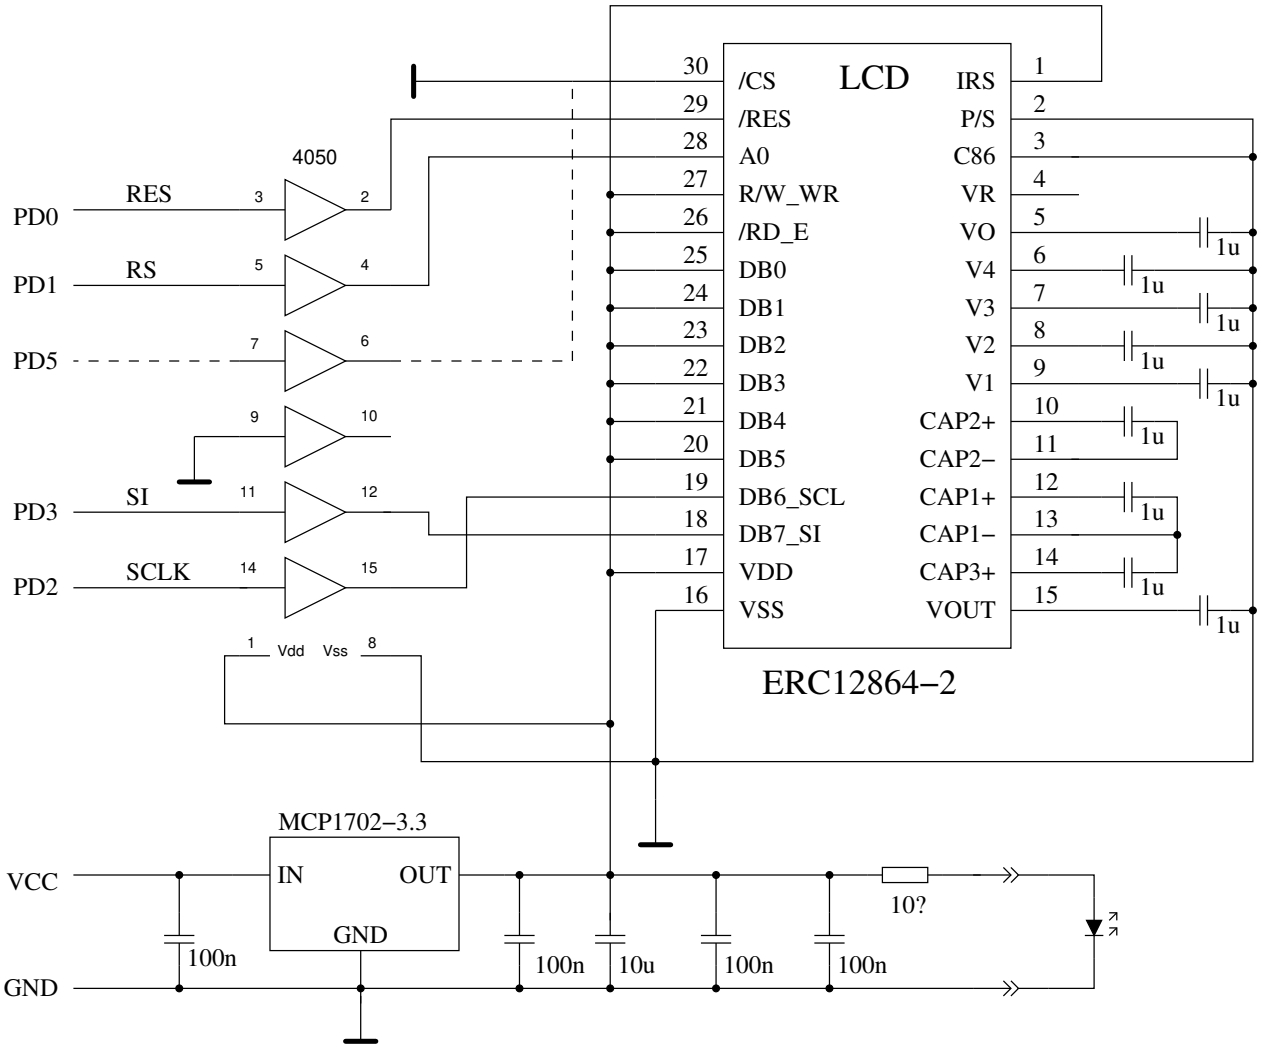 LCD
30 /CS IRS 1
29 /RES P/S 2
28 A0 C86 3
27 R/W_WR VR 4
26 /RD_E VO 5 1u
25 DB0 V4 6 1u
24 DB1 V3 7 1u
23 DB2 V2 8 1u
22 DB3 V1 9 1u
21 DB4 CAP2+ 10 1u
20 DB5 CAP2− 11
19 DB6_SCL CAP1+ 12 1u
18 DB7_SI CAP1− 13
17 VDD CAP3+ 14 1u
16 VSS VOUT 15 1u
ERC12864−2
4050
PD0 RES 3 2
PD1 RS 5 4
PD5 7 6
9 10
PD3 SI 11 12
PD2 SCLK 14 15
1 Vdd Vss 8
MCP1702−3.3
VCC IN OUT
10?
GND
100n 100n 10u 100n 100n
GND